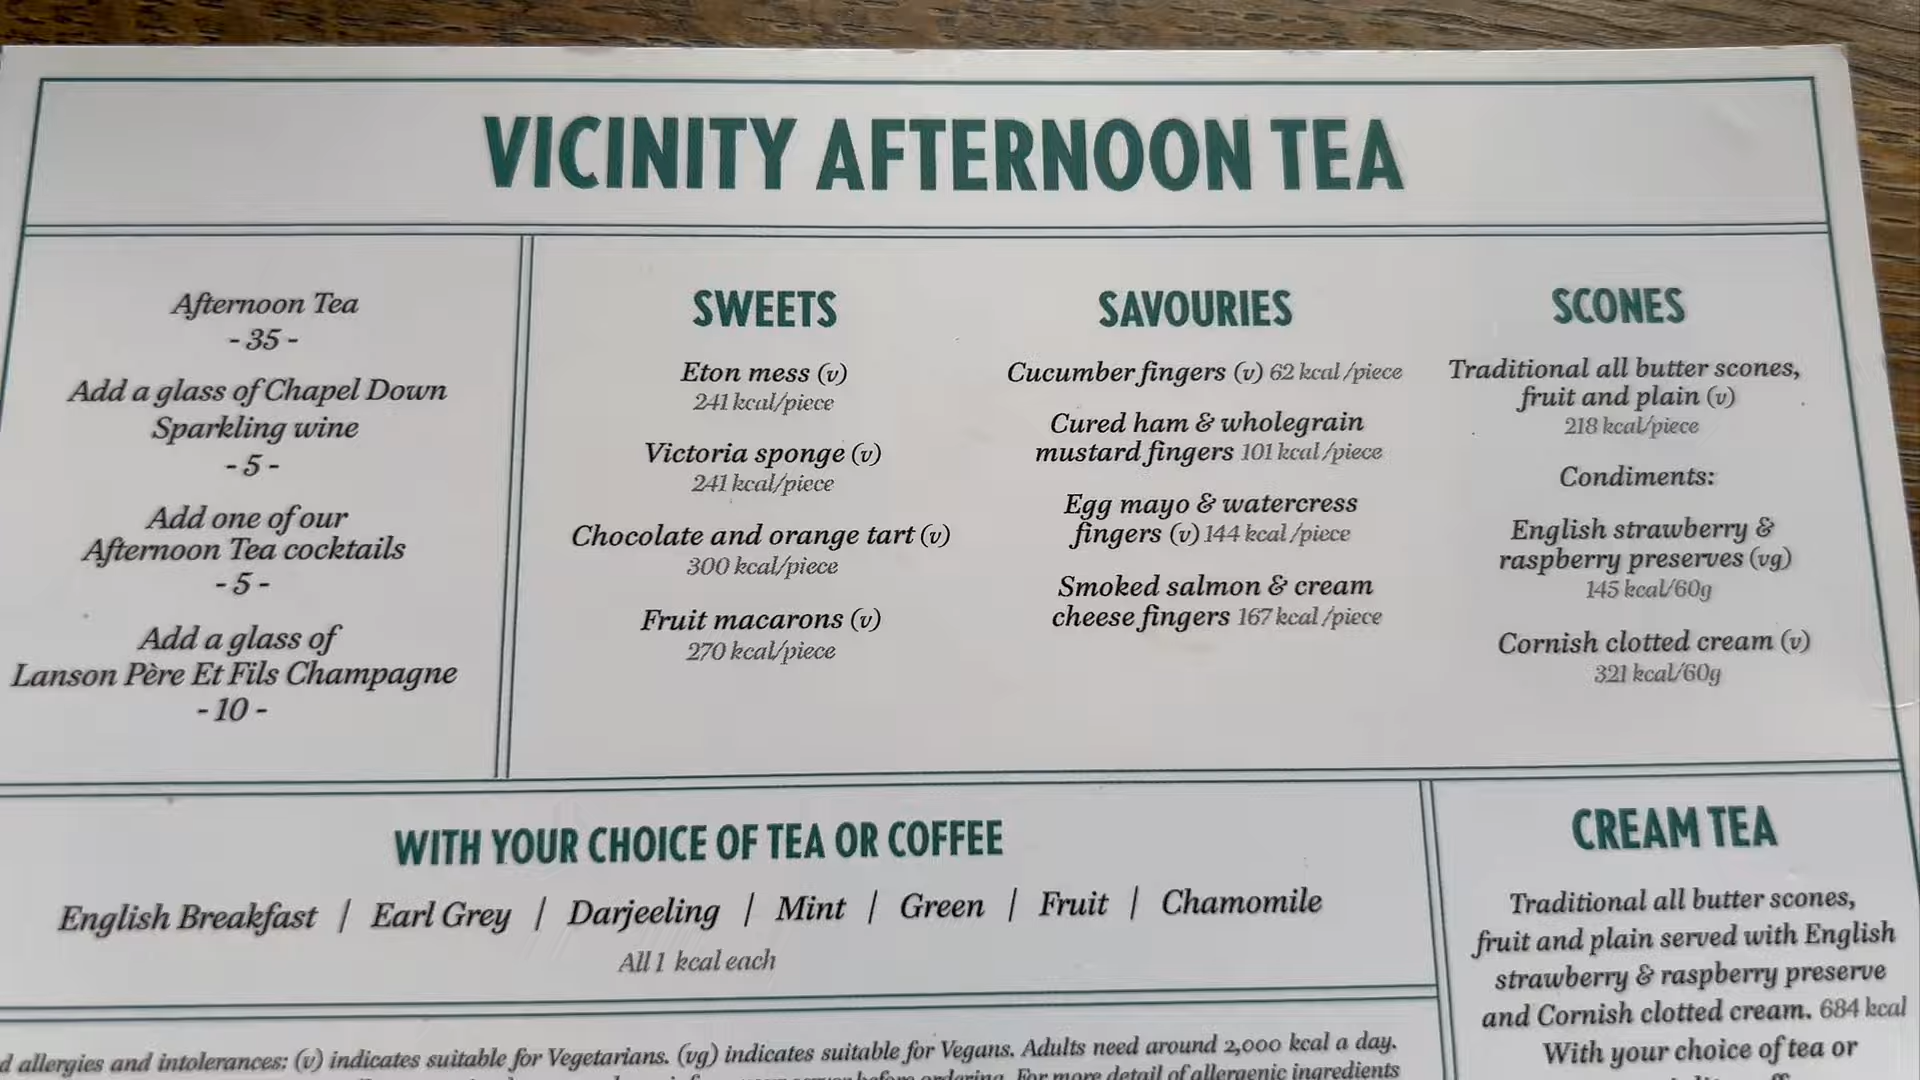 VICINITY AFTERNOON TEA
Afternoon Tea
- 35 -
Add a glass of Chapel Down
Sparkling wine
- 5 -
Add one of our
Afternoon Tea cocktails
- 5 -
Add a glass of
Lanson Père Et Fils Champagne
- 10 -
SWEETS
Eton mess (v)
241 kcal/piece
Victoria sponge (v)
241 kcal/piece
Chocolate and orange tart (v)
300 kcal/piece
Fruit macarons (v)
270 kcal/piece
SAVOURIES
Cucumber fingers (v) 62 kcal/piece
Cured ham & wholegrain
mustard fingers 101 kcal/piece
Egg mayo & watercress
fingers (v) 144 kcal/piece
Smoked salmon & cream
cheese fingers 167 kcal/piece
SCONES
Traditional all butter scones,
fruit and plain (v)
218 kcal/piece
Condiments:
English strawberry &
raspberry preserves (vg)
145 kcal/60g
Cornish clotted cream (v)
321 kcal/60g
WITH YOUR CHOICE OF TEA OR COFFEE
English Breakfast / Earl Grey / Darjeeling / Mint / Green / Fruit / Chamomile
All 1 kcal each
CREAM TEA
Traditional all butter scones,
fruit and plain served with English
strawberry & raspberry preserve
and Cornish clotted cream. 684 kcal
With your choice of tea or
allergies and intolerances: (v) indicates suitable for Vegetarians. (vg) indicates suitable for Vegans. Adults need around 2,000 kcal a day.
before ordering. For more detail of allergenic ingredients